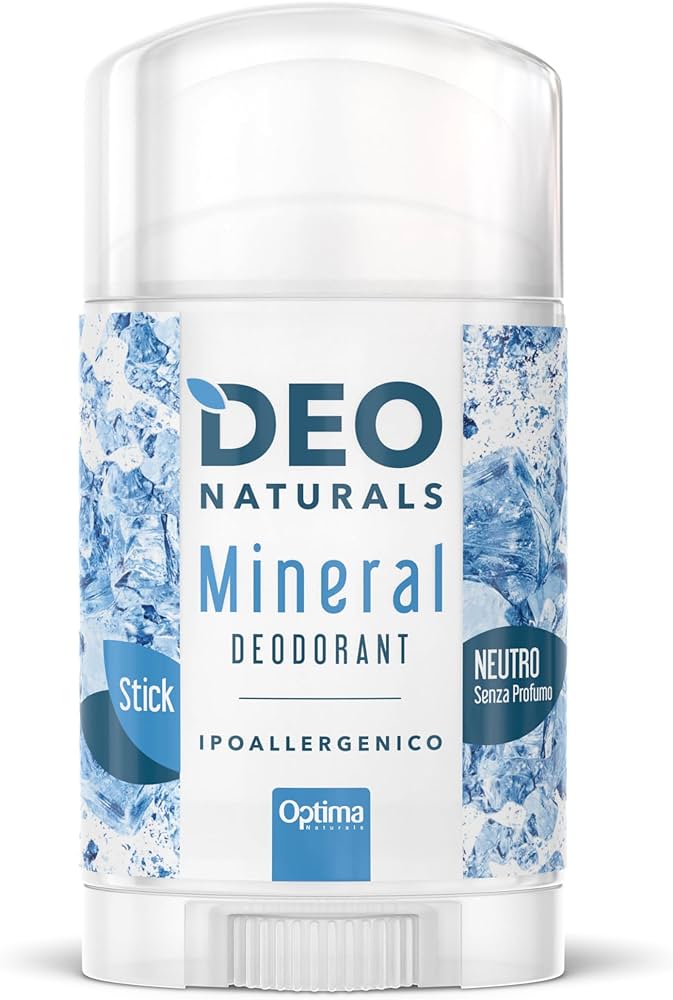 DEO
NATURALS
Mineral
DEODORANT
Stick
NEUTRO
Senza Profumo
IPOALLERGENICO
Optima
Naturals